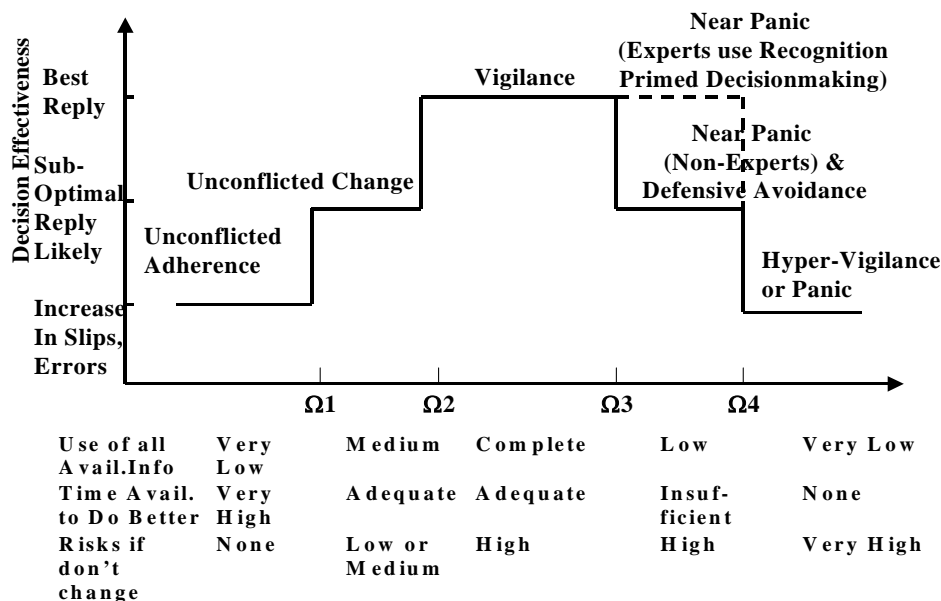 Near Panic
(Experts use Recognition
Primed Decisionmaking)
Decision Effectiveness
Best
Reply
Vigilance
Near Panic
(Non-Experts) &
Defensive Avoidance
Sub-
Optimal
Reply
Likely
Unconflicted Change
Unconflicted
Adherence
Hyper-Vigilance
or Panic
Increase
In Slips,
Errors
Ω1 Ω2 Ω3 Ω4
Use of all Very Medium Complete Low Very Low
Avail.Info Low
Time Avail. Very Adequate Adequate Insuf- None
to Do Better High ficient
Risks if None Low or High High Very High
don't Medium
change